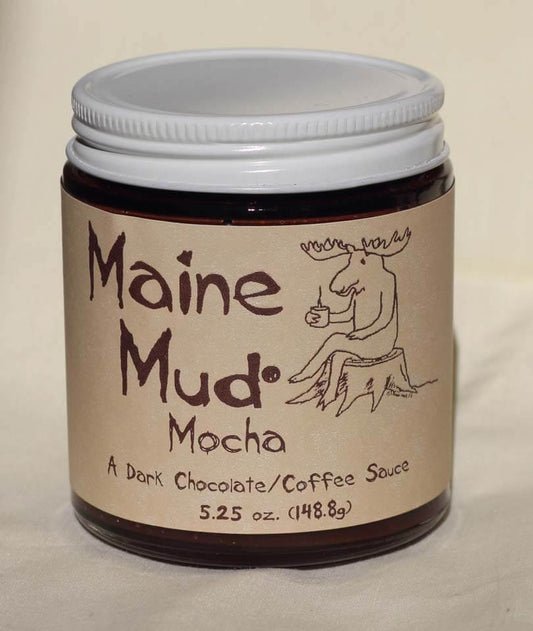 Maine
Mud®
Mocha
A Dark Chocolate/Coffee Sauce
5.25 oz. (148.8g)